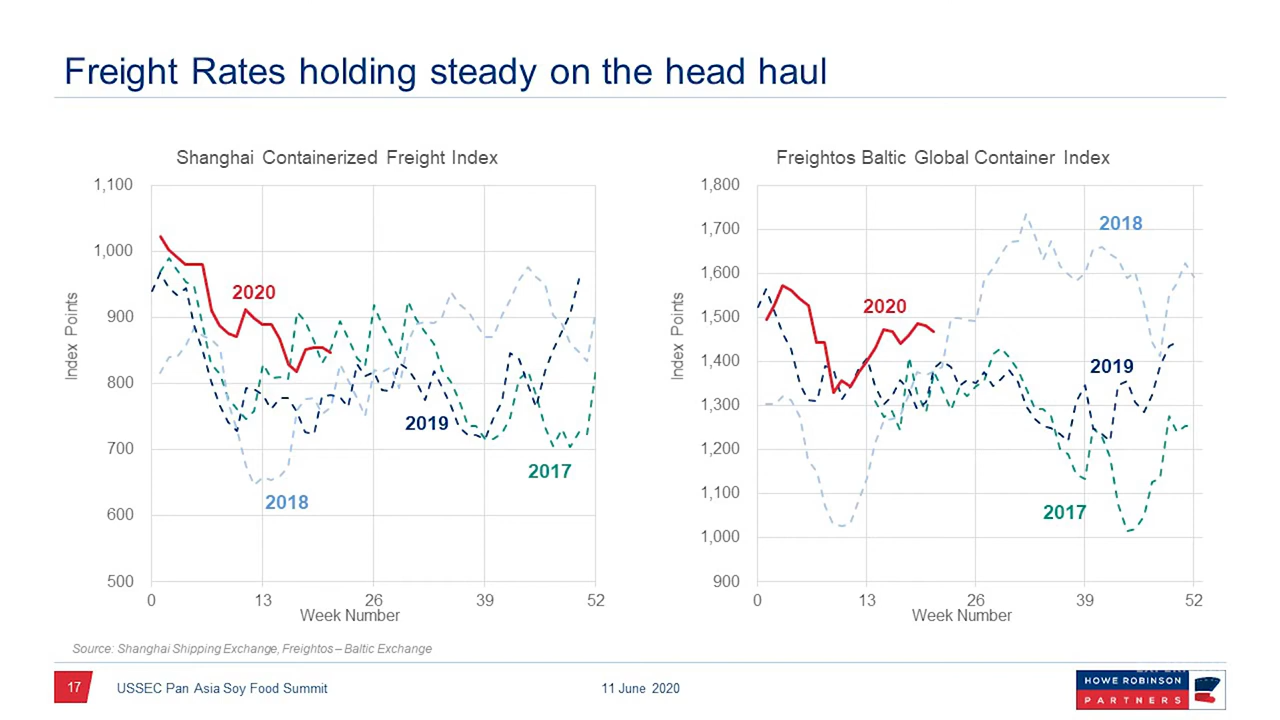 Freight Rates holding steady on the head haul
Shanghai Containerized Freight Index
1,100
1,000
900
800
700
600
500
Index Points
2020
2019
2017
2018
0 13 26 39 52
Week Number
Freightos Baltic Global Container Index
1,800
1,700
1,600
1,500
1,400
1,300
1,200
1,100
1,000
900
Index Points
2018
2020
2019
2017
0 13 26 39 52
Week Number
Source: Shanghai Shipping Exchange, Freightos – Baltic Exchange
17 USSEC Pan Asia Soy Food Summit 11 June 2020
HOWE ROBINSON
PARTNERS